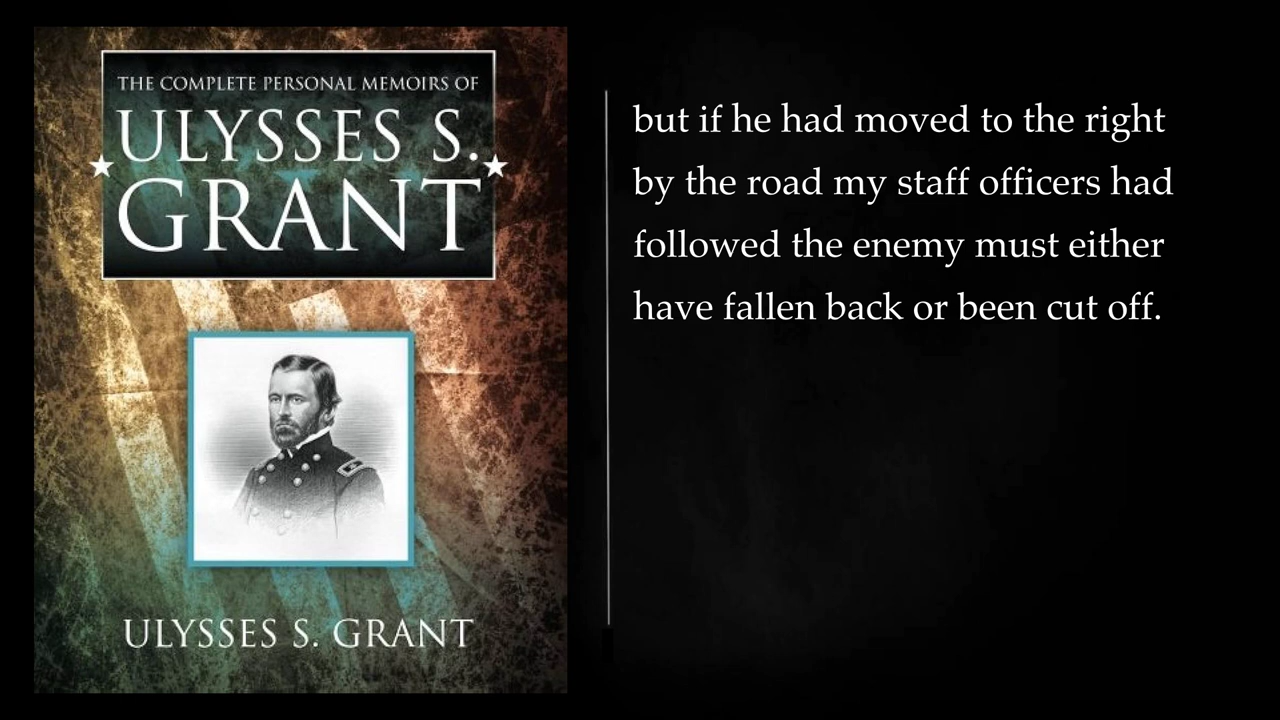 THE COMPLETE PERSONAL MEMOIRS OF
ULYSSES S.
GRANT
ULYSSES S. GRANT
but if he had moved to the right
by the road my staff officers had
followed the enemy must either
have fallen back or been cut off.